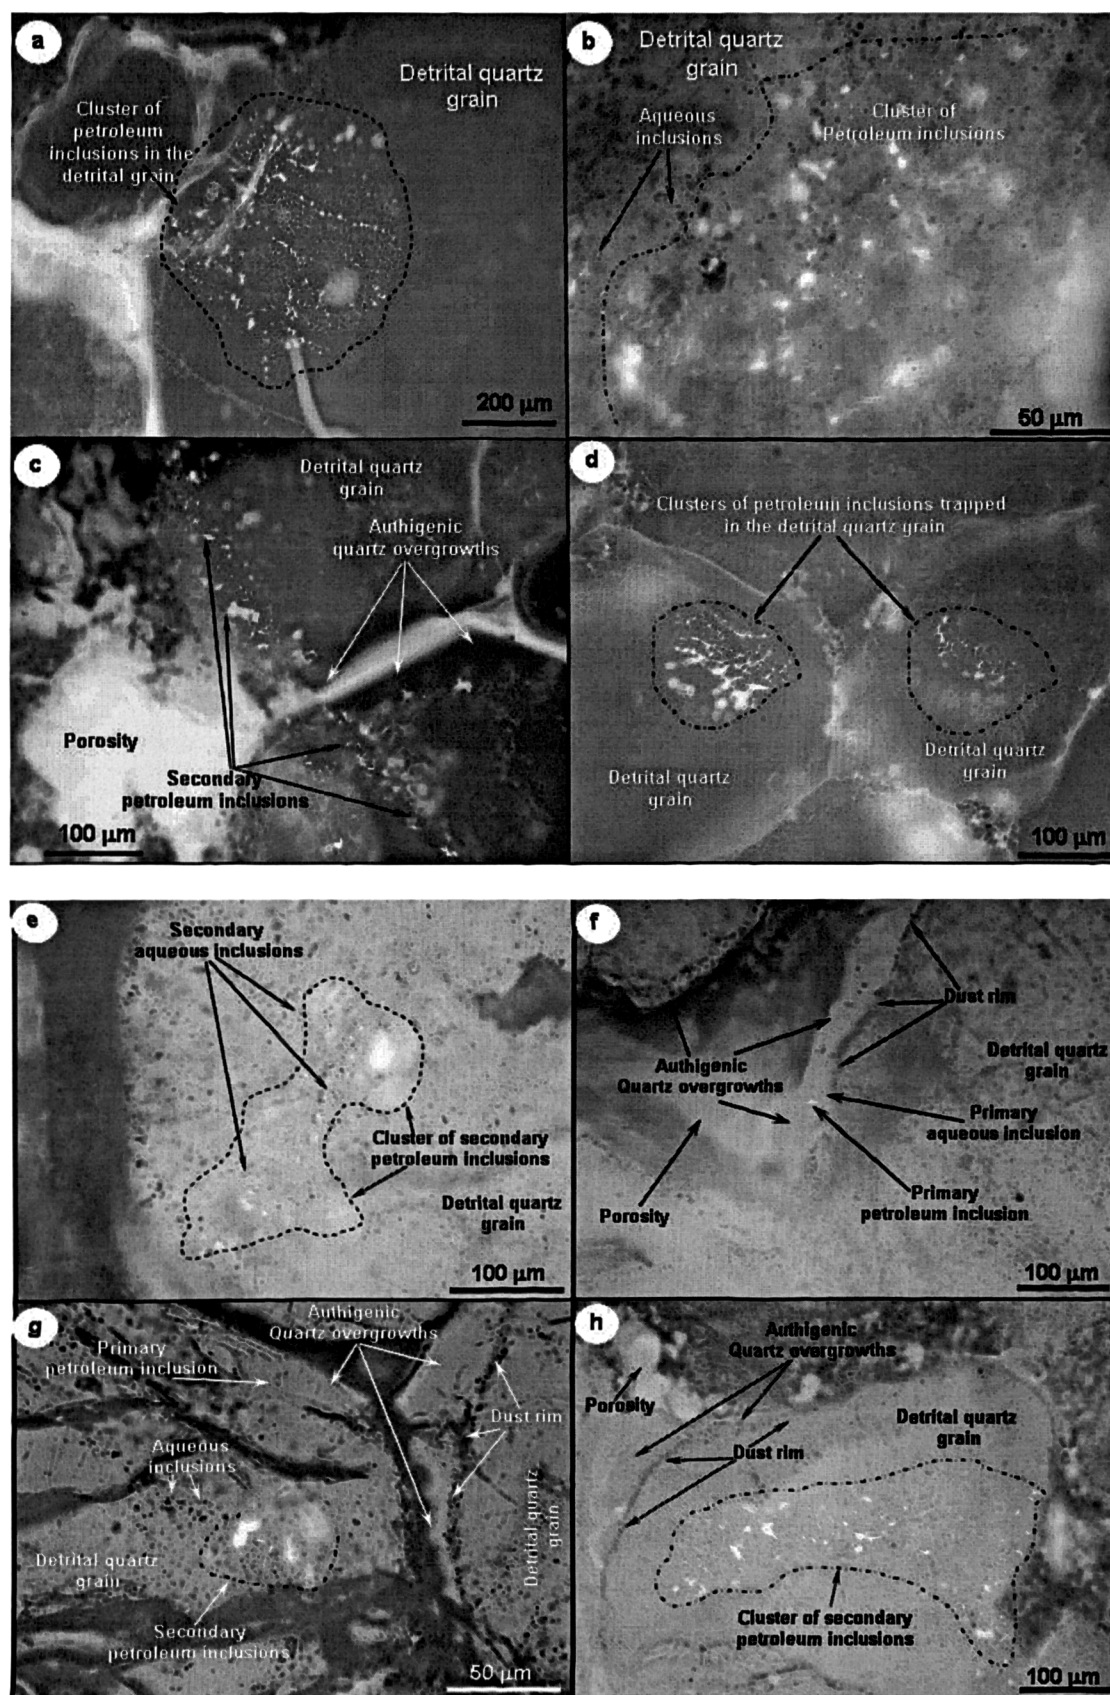 a
Detrital quartz
grain
Cluster of
petroleum
inclusions in the
detrital grain
200 µm
b
Detrital quartz
grain
Aqueous
inclusions
Cluster of
Petroleum inclusions
50 µm
c
Detrital quartz
grain
Authigenic
quartz overgrowths
Porosity
Secondary
petroleum inclusions
100 µm
d
Clusters of petroleum inclusions trapped
in the detrital quartz grain
Detrital quartz
grain
Detrital quartz
grain
100 µm
e
Secondary
aqueous inclusions
Cluster of secondary
petroleum inclusions
Detrital quartz
grain
100 µm
f
Dust rim
Authigenic
Quartz overgrowths
Detrital quartz
grain
Primary
aqueous inclusion
Primary
petroleum inclusion
Porosity
100 µm
g
Authigenic
Quartz overgrowths
Primary
petroleum inclusion
Dust rim
Aqueous
inclusions
Detrital quartz
grain
Detrital quartz
grain
Secondary
petroleum inclusions
50 µm
h
Authigenic
Quartz overgrowths
Porosity
Detrital quartz
grain
Dust rim
Cluster of secondary
petroleum inclusions
100 µm